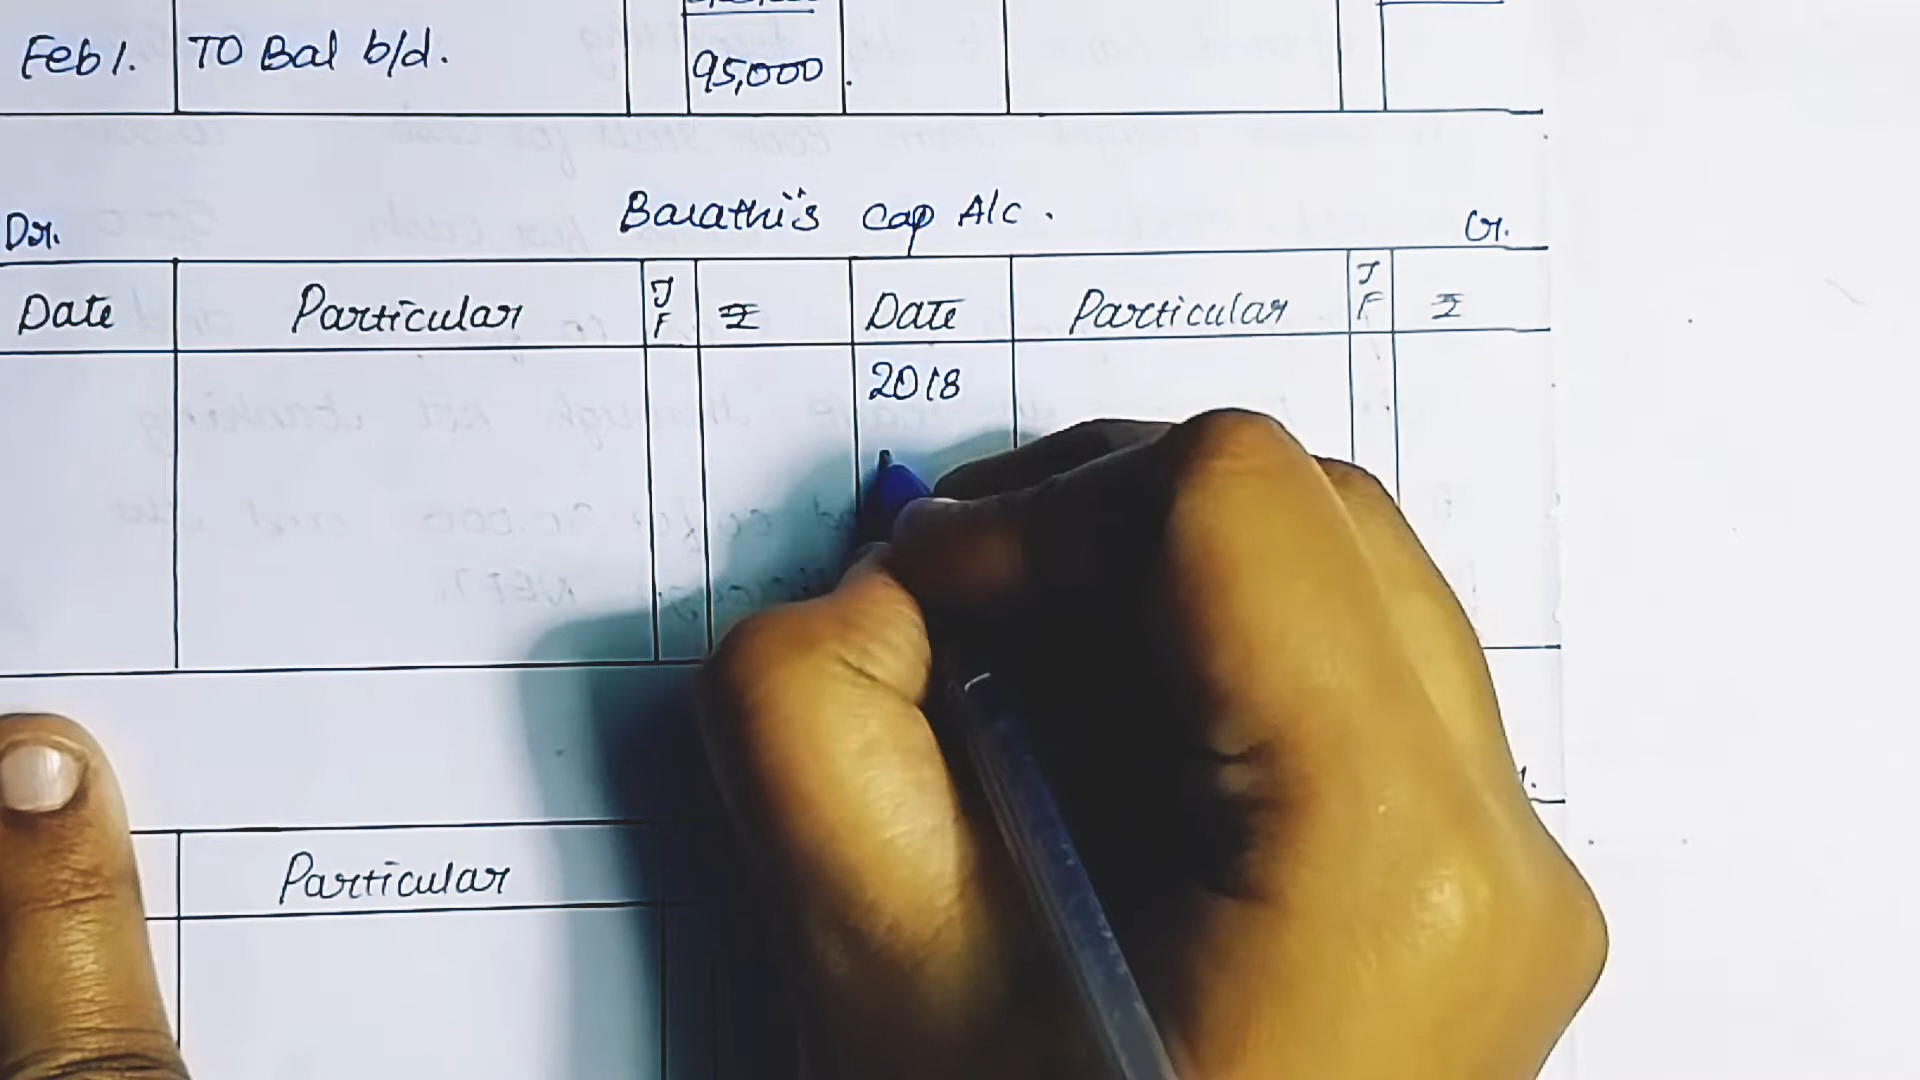 Feb 1. TO Bal b/d. 95,000.
Barathi's Cap A/c.
Dr. Cr.
Date Particular J F ₹ Date Particular J F ₹
2018
Particular